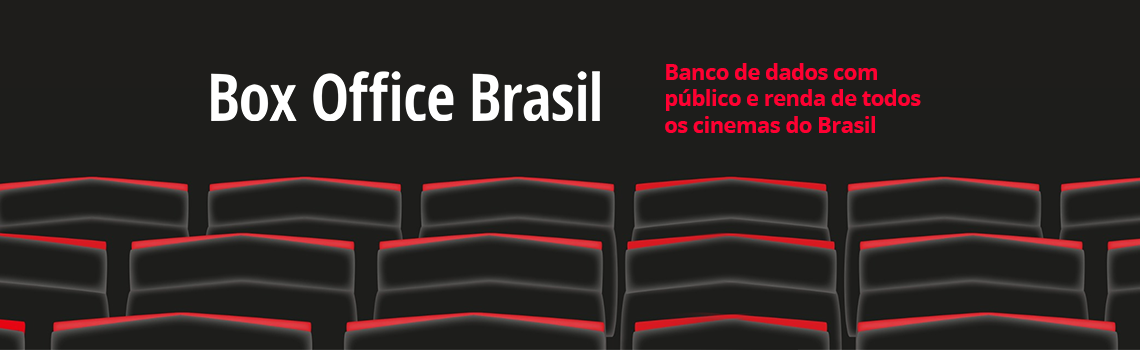 Box Office Brasil
Banco de dados com
público e renda de todos
os cinemas do Brasil